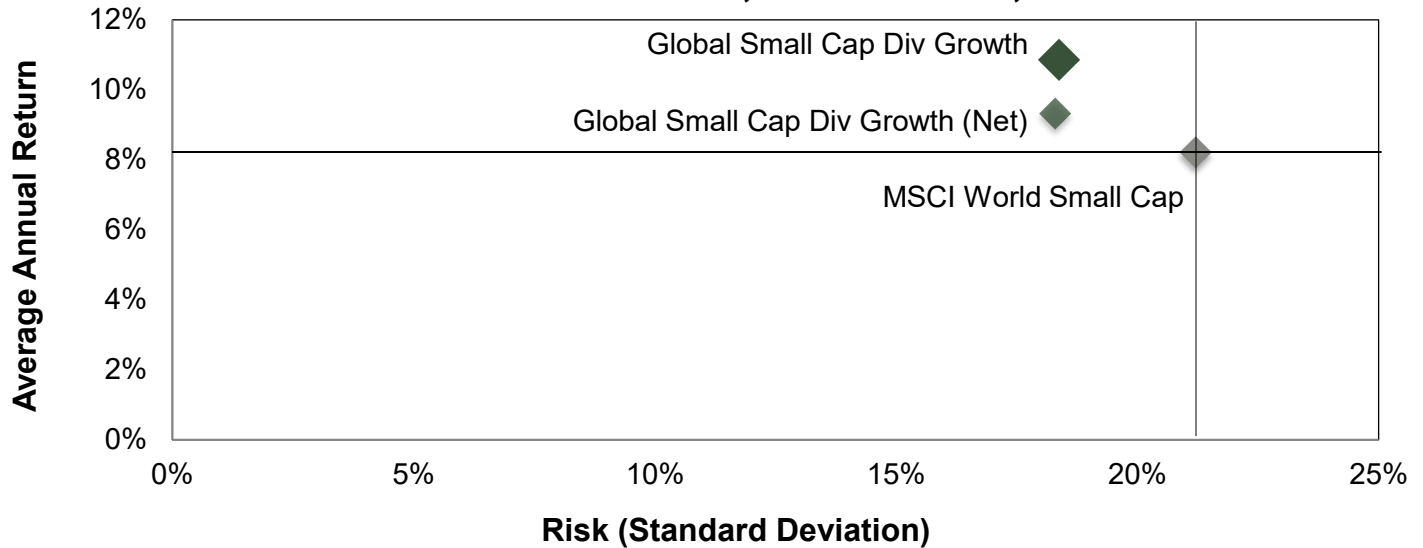 12%
10%
8%
6%
4%
2%
0%
Average Annual Return
Global Small Cap Div Growth
Global Small Cap Div Growth (Net)
MSCI World Small Cap
0% 5% 10% 15% 20% 25%
Risk (Standard Deviation)